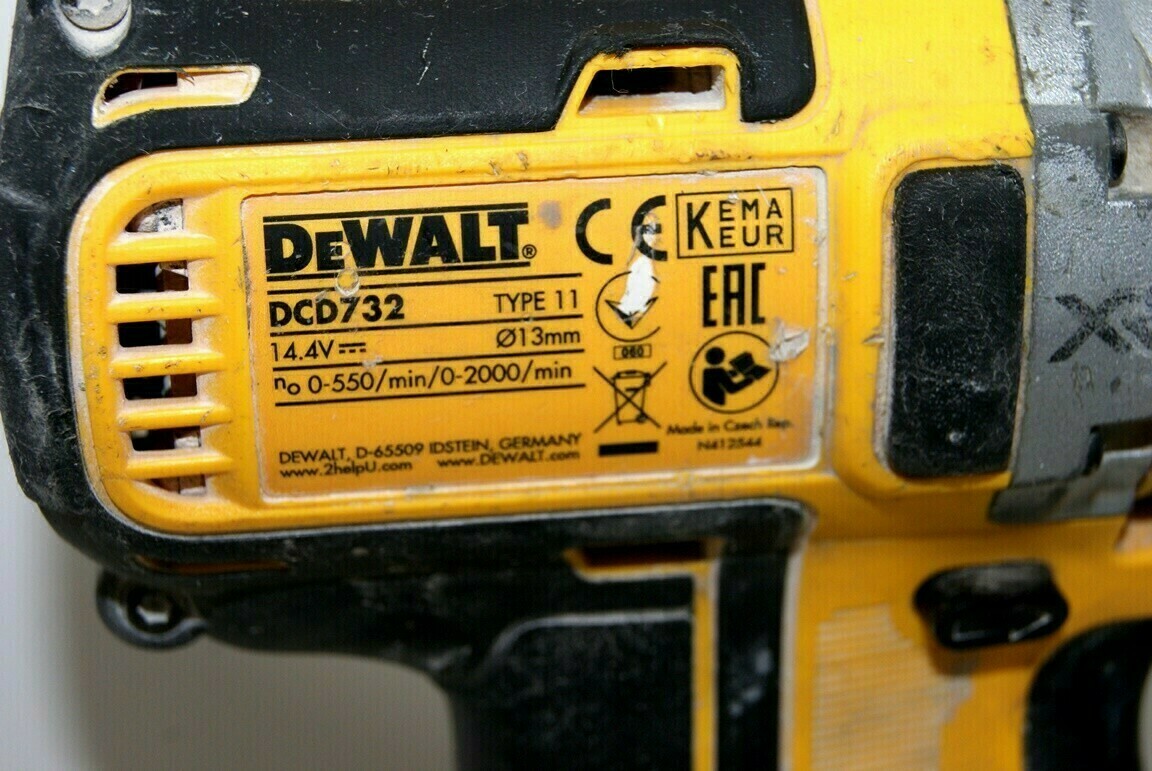 DEWALT®
DCD732 TYPE 11
14.4V Ø13mm
n₀ 0-550/min/0-2000/min
DEWALT, D-65509 IDSTEIN, GERMANY
www.2helpU.com www.DEWALT.com
CE
KEMA
KEUR
EAC
060
Made in Czech Rep.
N412544